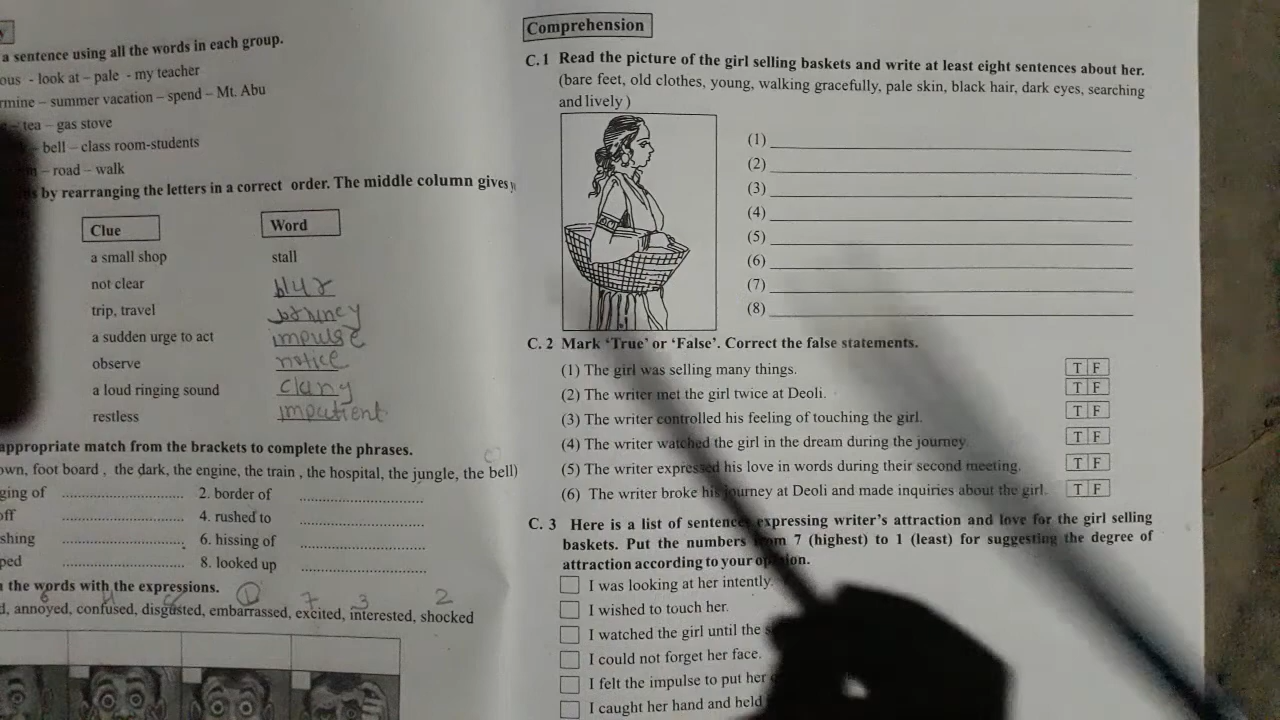 y
a sentence using all the words in each group.
ous - look at – pale - my teacher
rmine – summer vacation – spend – Mt. Abu
– tea – gas stove
– bell – class room-students
– road – walk
s by rearranging the letters in a correct order. The middle column gives
Clue Word
a small shop stall
not clear blur
trip, travel
a sudden urge to act impulse
observe notice
a loud ringing sound clang
restless impatient
appropriate match from the brackets to complete the phrases.
own, foot board , the dark, the engine, the train , the hospital, the jungle, the bell)
ging of .............................. 2. border of ..............................
off .............................. 4. rushed to ..............................
shing .............................. 6. hissing of ..............................
ped .............................. 8. looked up ..............................
the words with the expressions.
1 7 3 2
d, annoyed, confused, disgusted, embarrassed, excited, interested, shocked
Comprehension
C.1 Read the picture of the girl selling baskets and write at least eight sentences about her.
(bare feet, old clothes, young, walking gracefully, pale skin, black hair, dark eyes, searching
and lively )
(1)
(2)
(3)
(4)
(5)
(6)
(7)
(8)
C. 2 Mark ‘True’ or ‘False’. Correct the false statements.
(1) The girl was selling many things. T F
(2) The writer met the girl twice at Deoli. T F
(3) The writer controlled his feeling of touching the girl. T F
(4) The writer watched the girl in the dream during the journey. T F
(5) The writer expressed his love in words during their second meeting. T F
(6) The writer broke his journey at Deoli and made inquiries about the girl. T F
C. 3 Here is a list of sentences expressing writer’s attraction and love for the girl selling
baskets. Put the numbers from 7 (highest) to 1 (least) for suggesting the degree of
attraction according to your opinion.
I was looking at her intently.
I wished to touch her.
I watched the girl until the
I could not forget her face.
I felt the impulse to put her
I caught her hand and held